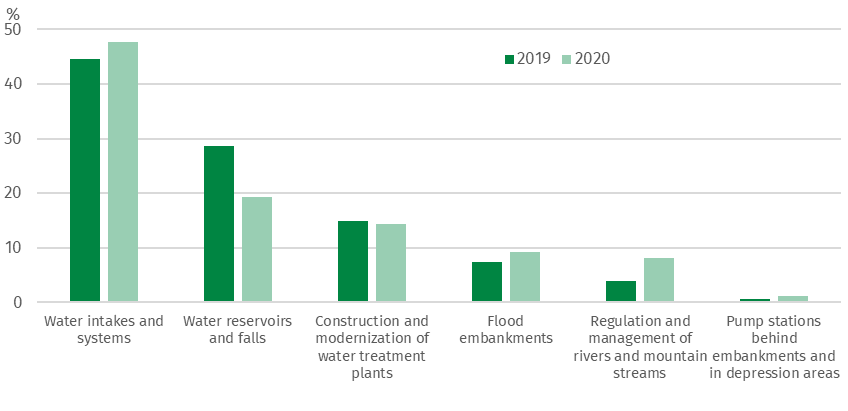 %
50
2019 2020
40
30
20
10
0
Water intakes and
systems
Water reservoirs
and falls
Construction and
modernization of
water treatment
plants
Flood
embankments
Regulation and
management of
rivers and mountain
streams
Pump stations
behind
embankments and
in depression areas